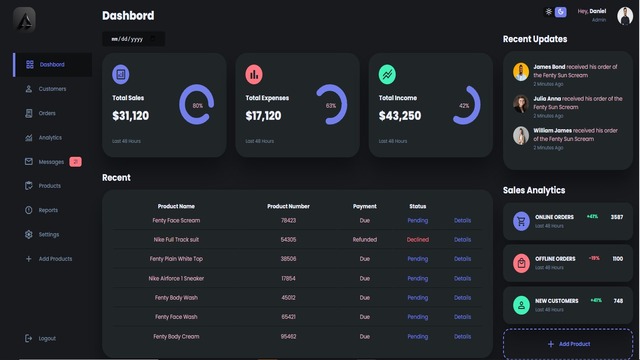 Dashbord
Hey, Daniel
Admin
mm/dd/yyyy
Dashbord
Customers
Orders
Analytics
Messages
Products
Reports
Settings
Add Products
Logout
Total Sales
$31,120
80%
Last 48 Hours
Total Expenses
$17,120
63%
Last 48 Hours
Total Income
$43,250
42%
Last 48 Hours
Recent
Product Name Product Number Payment Status
Fenty Face Scream 78423 Due Pending Details
Nike Full Track suit 54305 Refunded Declined Details
Fenty Plain White Top 38506 Due Pending Details
Nike Airforce 1 Sneaker 17854 Due Pending Details
Fenty Body Wash 45012 Due Pending Details
Fenty Face Wash 65421 Due Pending Details
Fenty Body Cream 95462 Due Pending Details
Recent Updates
James Bond received his order of
the Fenty Sun Scream
2 Minutes Ago
Julia Anna received his order of the
Fenty Sun Scream
2 Minutes Ago
William James received his order
of the Fenty Sun Scream
2 Minutes Ago
Sales Analytics
ONLINE ORDERS +41% 3587
Last 48 Hours
OFFLINE ORDERS -19% 1100
Last 48 Hours
NEW CUSTOMERS +41% 748
Last 48 Hours
Add Product